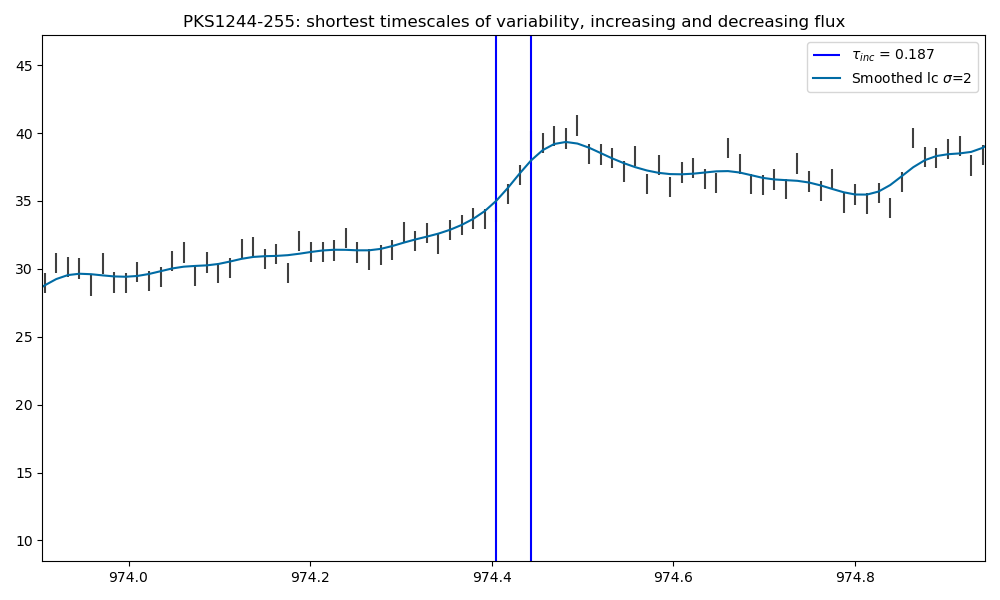 PKS1244-255: shortest timescales of variability, increasing and decreasing flux
τinc = 0.187
Smoothed lc σ=2
45
40
35
30
25
20
15
10
974.0 974.2 974.4 974.6 974.8